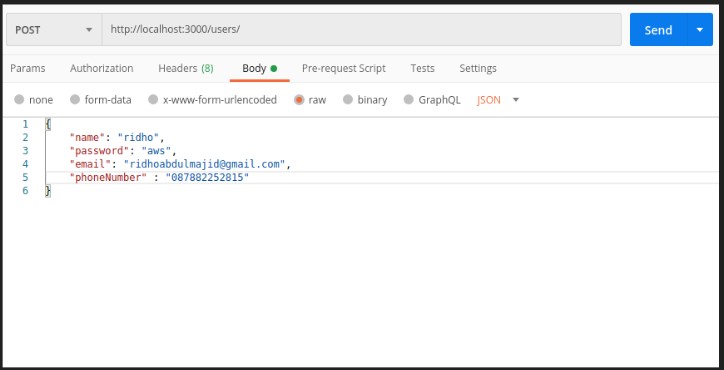 POST http://localhost:3000/users/ Send
Params Authorization Headers (8) Body Pre-request Script Tests Settings
none form-data x-www-form-urlencoded raw binary GraphQL JSON
1 {
2 "name": "ridho",
3 "password": "aws",
4 "email": "ridhoabdulmajid@gmail.com",
5 "phoneNumber" : "087882252815"
6 }